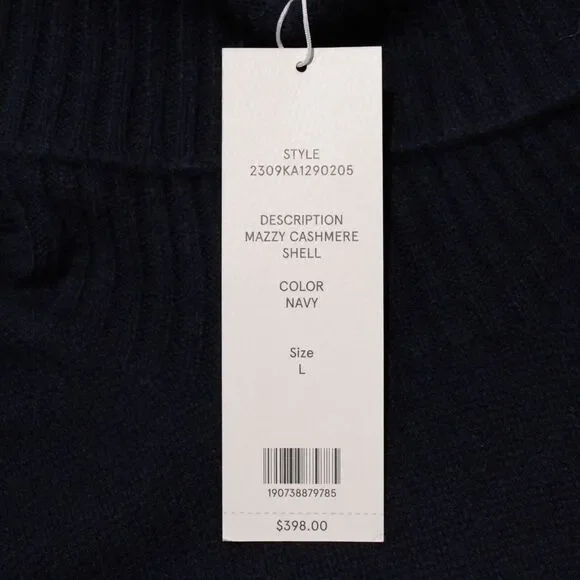 STYLE
2309KA1290205
DESCRIPTION
MAZZY CASHMERE
SHELL
COLOR
NAVY
Size
L
190738879785
$398.00